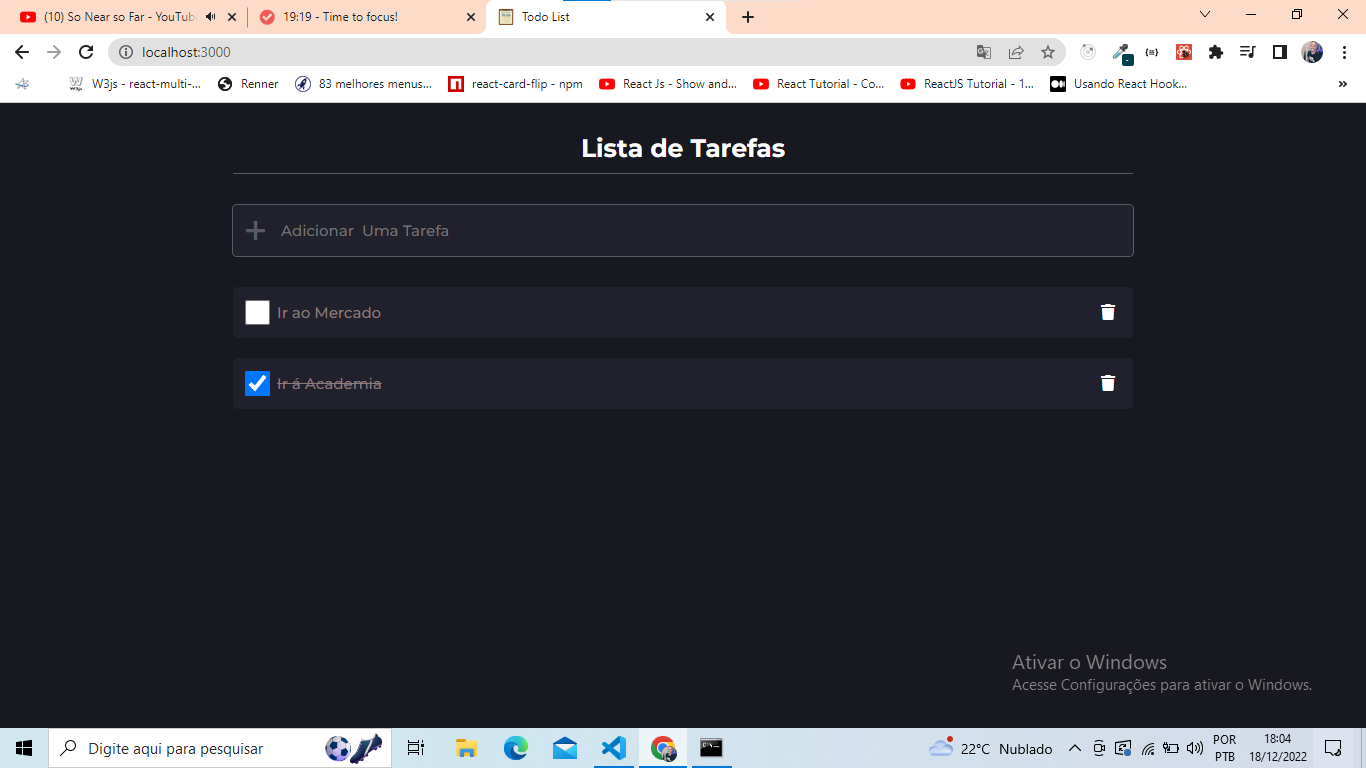 (10) So Near so Far - YouTub
19:19 - Time to focus!
Todo List
localhost:3000
W3js - react-multi-...
Renner
83 melhores menus...
react-card-flip - npm
React Js - Show and...
React Tutorial - Co...
ReactJS Tutorial - 1...
Usando React Hook...
»
Lista de Tarefas
Adicionar  Uma Tarefa
Ir ao Mercado
Ir á Academia
Ativar o Windows
Acesse Configurações para ativar o Windows.
Digite aqui para pesquisar
22°C Nublado
POR
PTB
18:04
18/12/2022